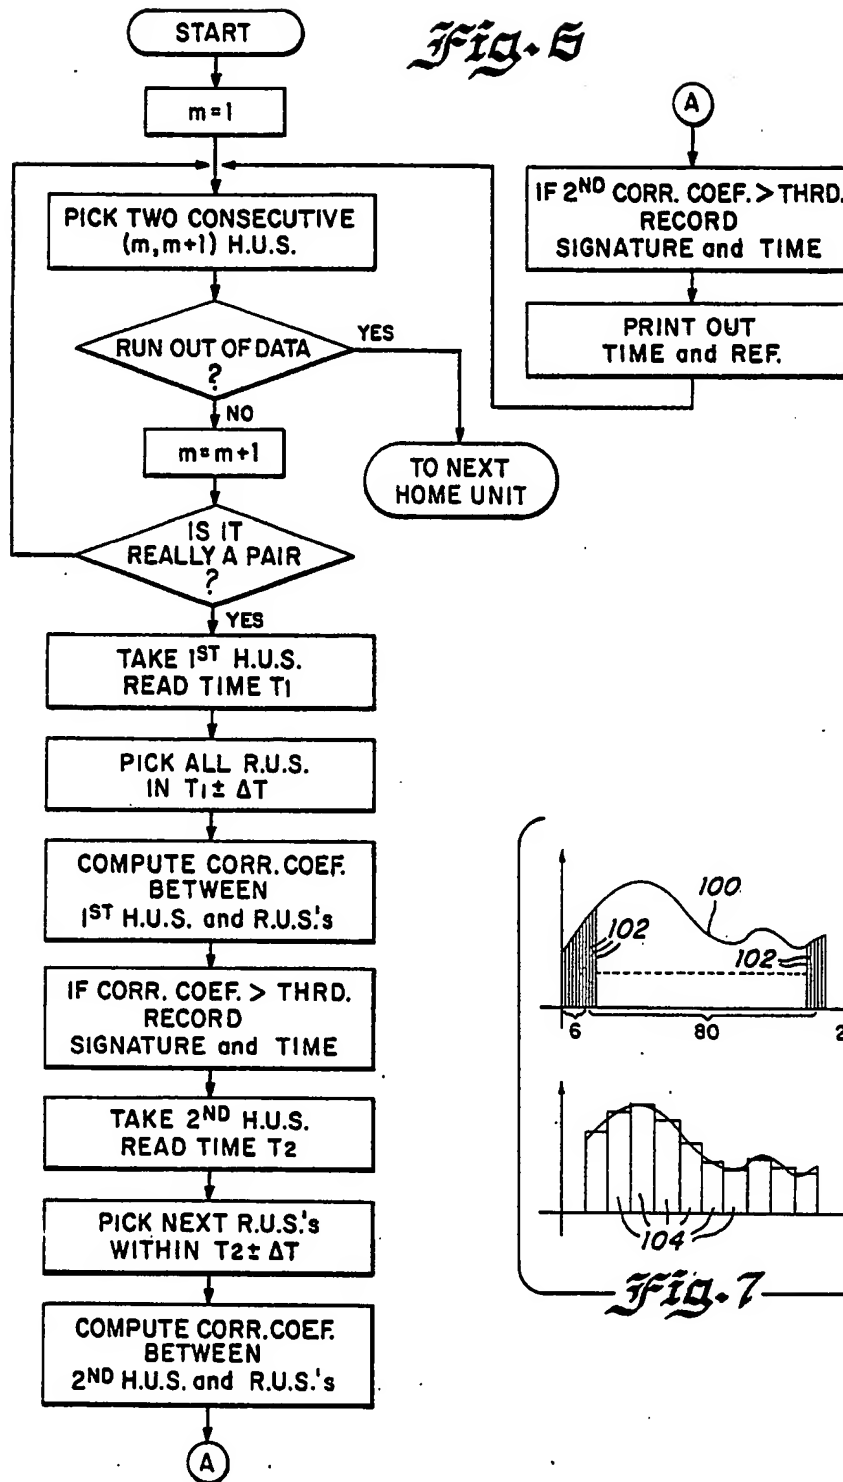 Fig. 6
START
m=1
PICK TWO CONSECUTIVE
(m, m+1) H.U.S.
RUN OUT OF DATA
?
YES
NO
m=m+1
TO NEXT
HOME UNIT
IS IT
REALLY A PAIR
?
YES
TAKE 1ST H.U.S.
READ TIME T1
PICK ALL R.U.S.
IN T1 ± ΔT
COMPUTE CORR. COEF.
BETWEEN
1ST H.U.S. and R.U.S.'s
IF CORR. COEF. > THRD.
RECORD
SIGNATURE and TIME
TAKE 2ND H.U.S.
READ TIME T2
PICK NEXT R.U.S.'s
WITHIN T2 ± ΔT
COMPUTE CORR. COEF.
BETWEEN
2ND H.U.S. and R.U.S.'s
A
A
IF 2ND CORR. COEF. > THRD.
RECORD
SIGNATURE and TIME
PRINT OUT
TIME and REF.
100
102
102
6
80
2
104
Fig. 7